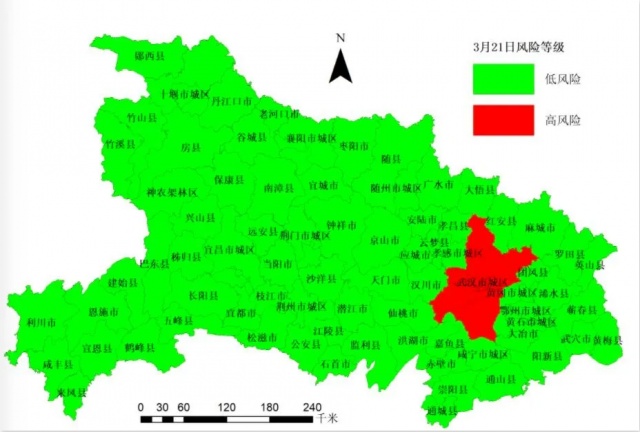 N
3月21日风险等级
低风险
高风险
郧西县
十堰市城区
丹江口市
老河口市
竹山县
谷城县
襄阳市城区
枣阳市
竹溪县
房县
随县
保康县
南漳县
宜城市
随州市城区
广水市
大悟县
神农架林区
兴山县
钟祥市
安陆市
孝昌县
红安县
麻城市
远安县
荆门市城区
京山市
云梦县
秭归县
宜昌市城区
应城市
孝感市城区
罗田县
巴东县
当阳市
英山县
团风县
建始县
沙洋县
天门市
汉川市
武汉市城区
长阳县
枝江市
黄冈市城区
浠水县
恩施市
宜都市
荆州市城区
潜江市
仙桃市
鄂州市城区
蕲春县
利川市
五峰县
黄石市城区
宣恩县
鹤峰县
松滋市
江陵县
公安县
监利县
洪湖市
嘉鱼县
大冶市
武穴市
黄梅县
咸丰县
石首市
赤壁市
咸宁市城区
阳新县
来凤县
崇阳县
通山县
通城县
0 30 60 120 180 240
千米